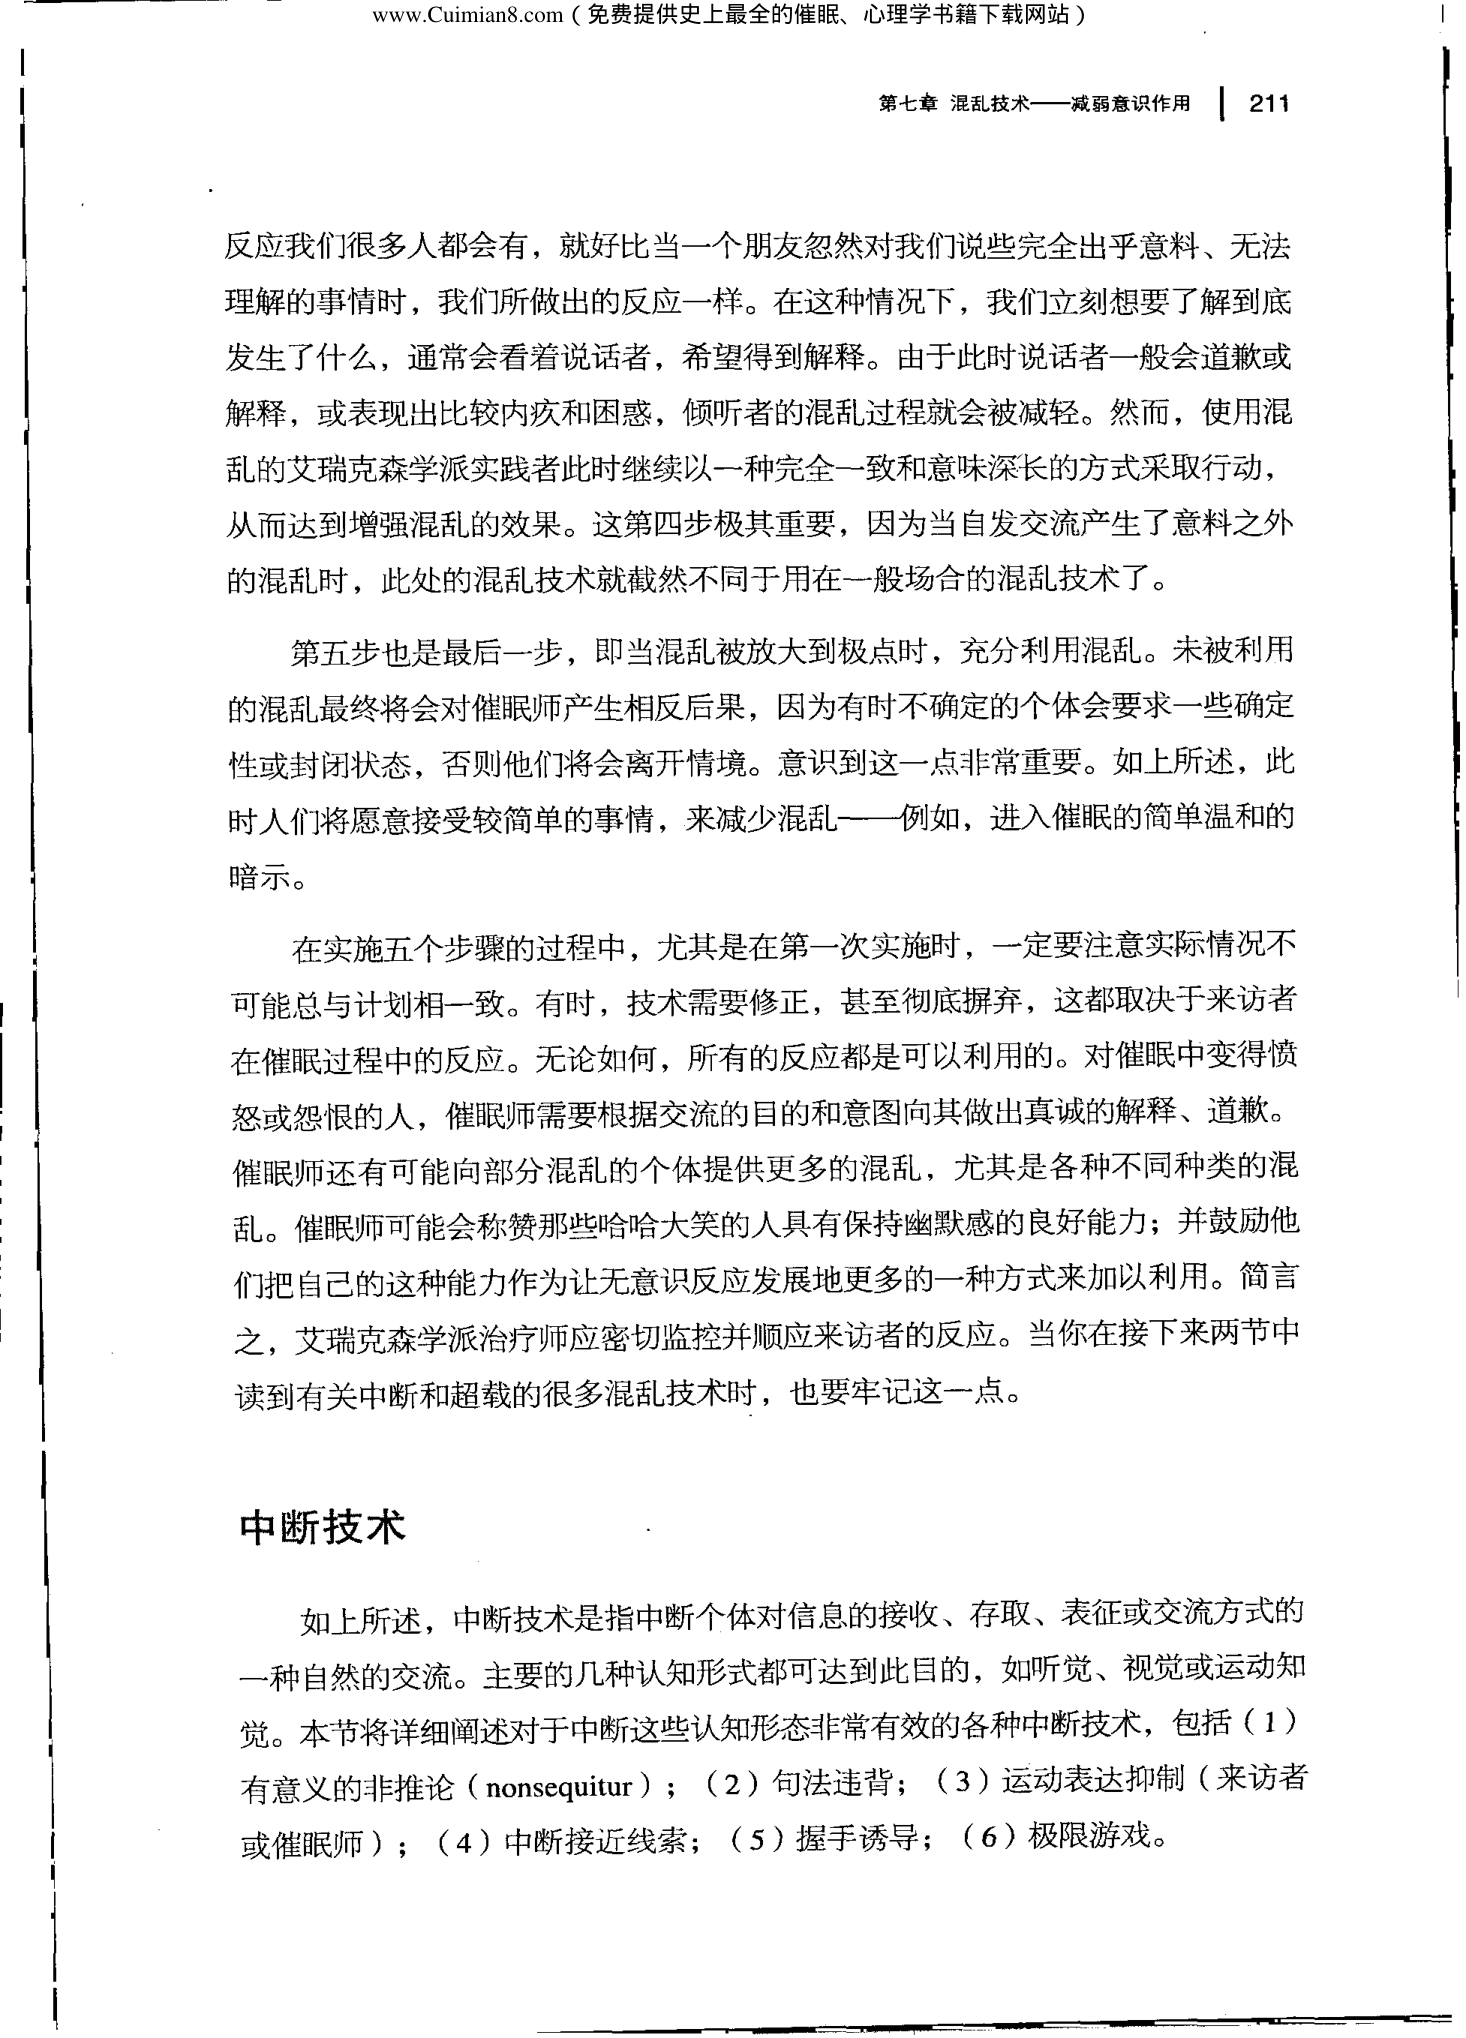 www.Cuimian8.com（免费提供史上最全的催眠、心理学书籍下载网站）
第七章 混乱技术——减弱意识作用 211
反应我们很多人都会有，就好比当一个朋友忽然对我们说些完全出乎意料、无法
理解的事情时，我们所做出的反应一样。在这种情况下，我们立刻想要了解到底
发生了什么，通常会看着说话者，希望得到解释。由于此时说话者一般会道歉或
解释，或表现出比较内疚和困惑，倾听者的混乱过程就会被减轻。然而，使用混
乱的艾瑞克森学派实践者此时继续以一种完全一致和意味深长的方式采取行动，
从而达到增强混乱的效果。这第四步极其重要，因为当自发交流产生了意料之外
的混乱时，此处的混乱技术就截然不同于用在一般场合的混乱技术了。
第五步也是最后一步，即当混乱被放大到极点时，充分利用混乱。未被利用
的混乱最终将会对催眠师产生相反后果，因为有时不确定的个体会要求一些确定
性或封闭状态，否则他们将会离开情境。意识到这一点非常重要。如上所述，此
时人们将愿意接受较简单的事情，来减少混乱——例如，进入催眠的简单温和的
暗示。
在实施五个步骤的过程中，尤其是在第一次实施时，一定要注意实际情况不
可能总与计划相一致。有时，技术需要修正，甚至彻底摒弃，这都取决于来访者
在催眠过程中的反应。无论如何，所有的反应都是可以利用的。对催眠中变得愤
怒或怨恨的人，催眠师需要根据交流的目的和意图向其做出真诚的解释、道歉。
催眠师还有可能向部分混乱的个体提供更多的混乱，尤其是各种不同种类的混
乱。催眠师可能会称赞那些哈哈大笑的人具有保持幽默感的良好能力；并鼓励他
们把自己的这种能力作为让无意识反应发展地更多的一种方式来加以利用。简言
之，艾瑞克森学派治疗师应密切监控并顺应来访者的反应。当你在接下来两节中
读到有关中断和超载的很多混乱技术时，也要牢记这一点。
中断技术
如上所述，中断技术是指中断个体对信息的接收、存取、表征或交流方式的
一种自然的交流。主要的几种认知形式都可达到此目的，如听觉、视觉或运动知
觉。本节将详细阐述对于中断这些认知形态非常有效的各种中断技术，包括（1）
有意义的非推论（nonsequitur）；（2）句法违背；（3）运动表达抑制（来访者
或催眠师）；（4）中断接近线索；（5）握手诱导；（6）极限游戏。